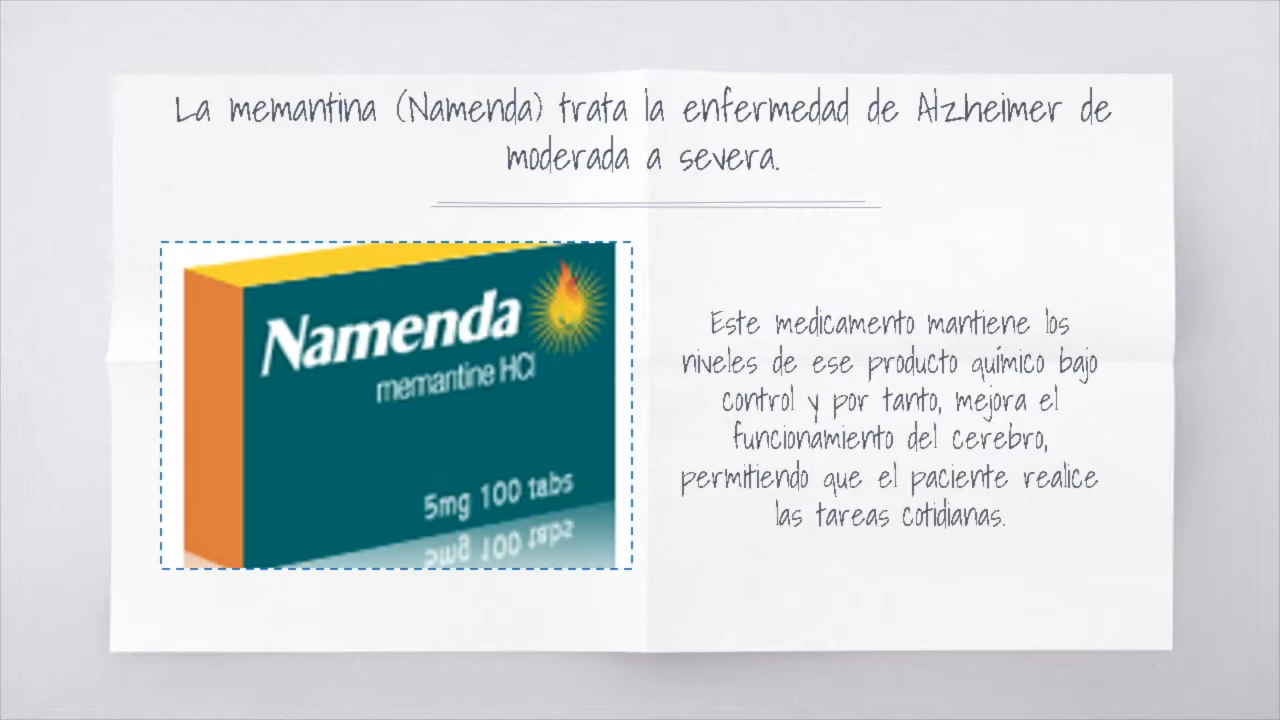 La memantina (Namenda) trata la enfermedad de Alzheimer de
moderada a severa.
Namenda
memantine HCl
5mg 100 tabs
Este medicamento mantiene los
niveles de ese producto químico bajo
control y por tanto, mejora el
funcionamiento del cerebro,
permitiendo que el paciente realice
las tareas cotidianas.